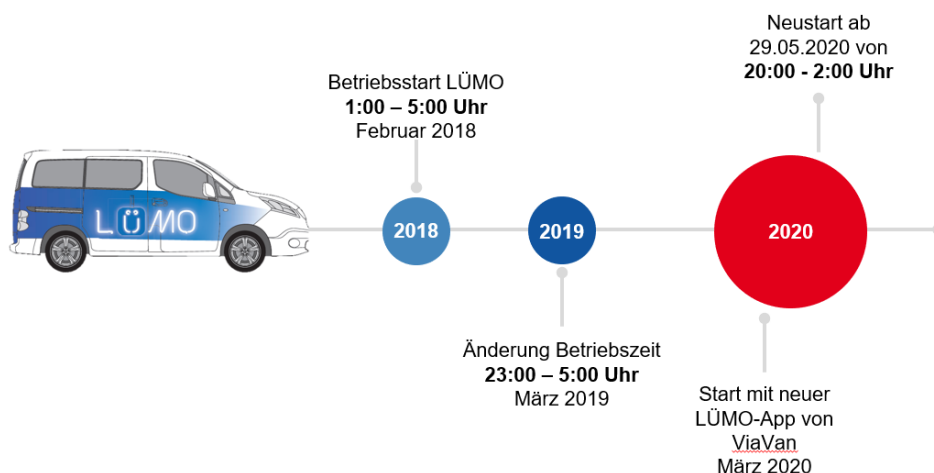 Neustart ab
29.05.2020 von
20:00 - 2:00 Uhr
Betriebsstart LÜMO
1:00 – 5:00 Uhr
Februar 2018
LÜMO
2018
2019
2020
Änderung Betriebszeit
23:00 – 5:00 Uhr
März 2019
Start mit neuer
LÜMO-App von
ViaVan
März 2020